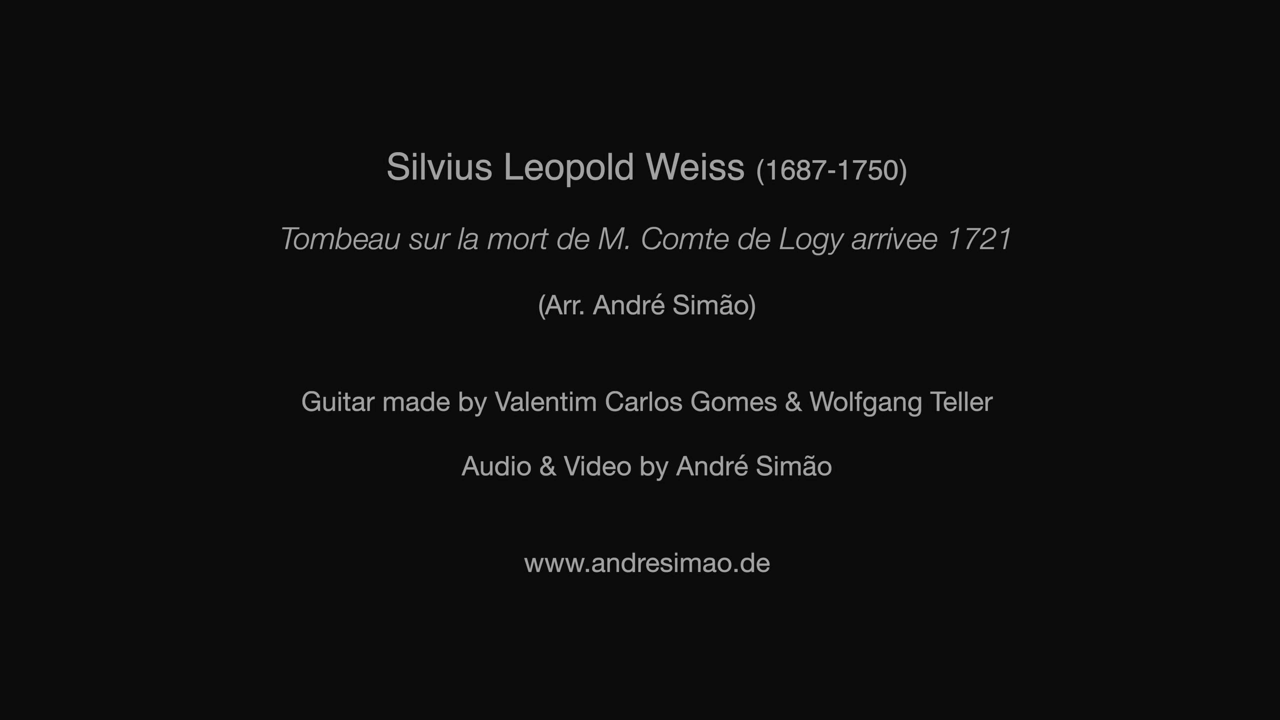 Silvius Leopold Weiss (1687-1750)
Tombeau sur la mort de M. Comte de Logy arrivee 1721
(Arr. André Simão)
Guitar made by Valentim Carlos Gomes & Wolfgang Teller
Audio & Video by André Simão
www.andresimao.de